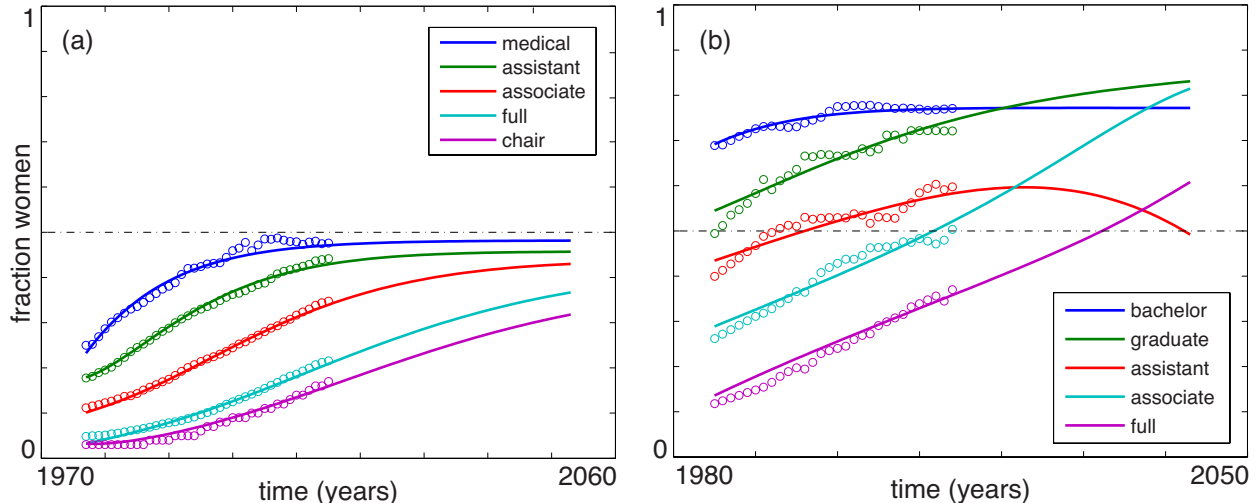 1
(a)
medical
assistant
associate
full
chair
fraction women
0
1970
2060
time (years)
1
(b)
bachelor
graduate
assistant
associate
full
0
1980
2050
time (years)